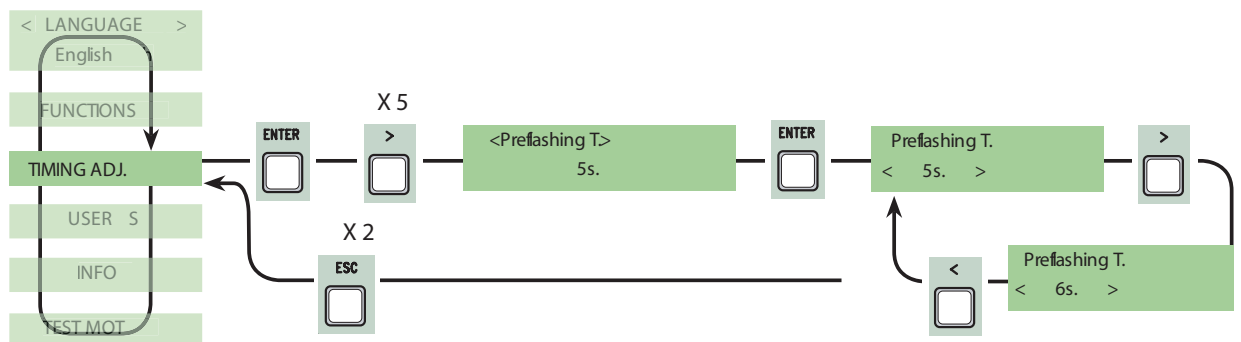 < LANGUAGE >
English
FUNCTIONS
TIMING ADJ.
USER S
INFO
TEST MOT
ENTER
X 5
>
<Preflashing T.>
5s.
ENTER
Preflashing T.
< 5s. >
>
Preflashing T.
< 6s. >
<
X 2
ESC